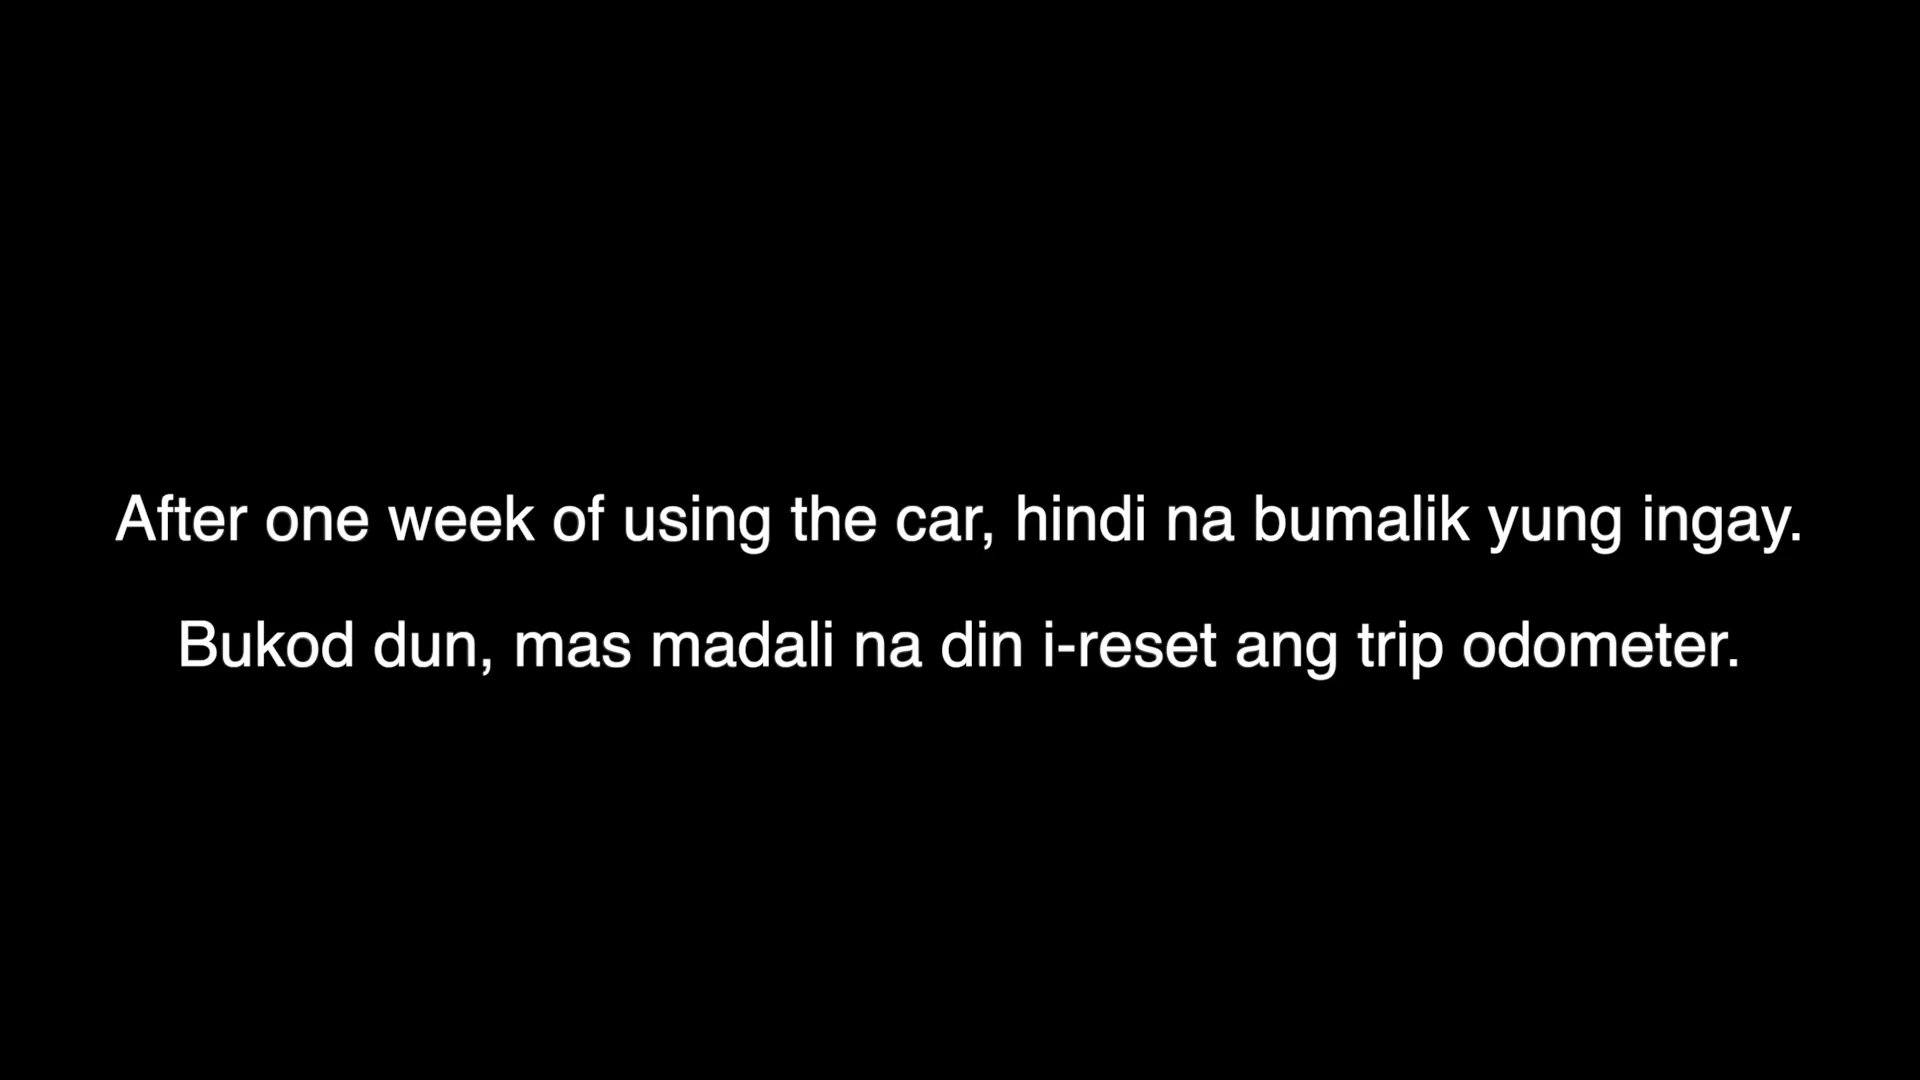 After one week of using the car, hindi na bumalik yung ingay.
Bukod dun, mas madali na din i-reset ang trip odometer.